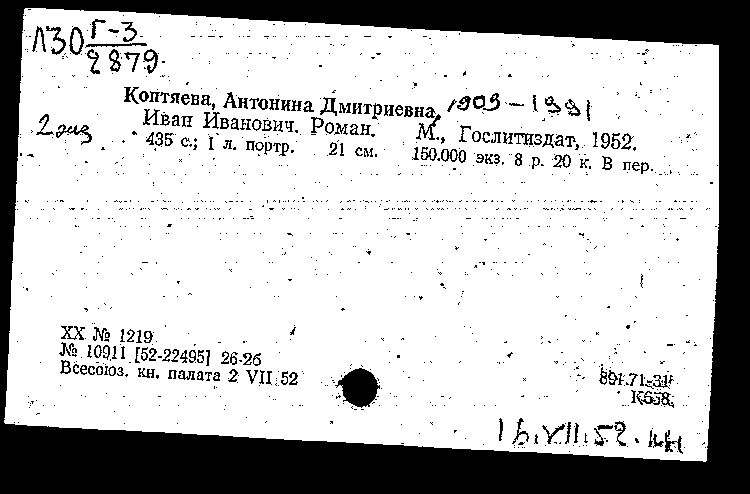 Л30 Г-3
2879
Коптяева, Антонина Дмитриевна, 1909-1991
2 экз Иван Иванович. Роман. М., Гослитиздат, 1952.
435 с.; 1 л. портр. 21 см. 150.000 экз. 8 р. 20 к. В пер.
XX № 1219
№ 10911 [52-22495] 26-26
Всесоюз. кн. палата 2 VII 52
891.71-31
К658
16.VII.52.